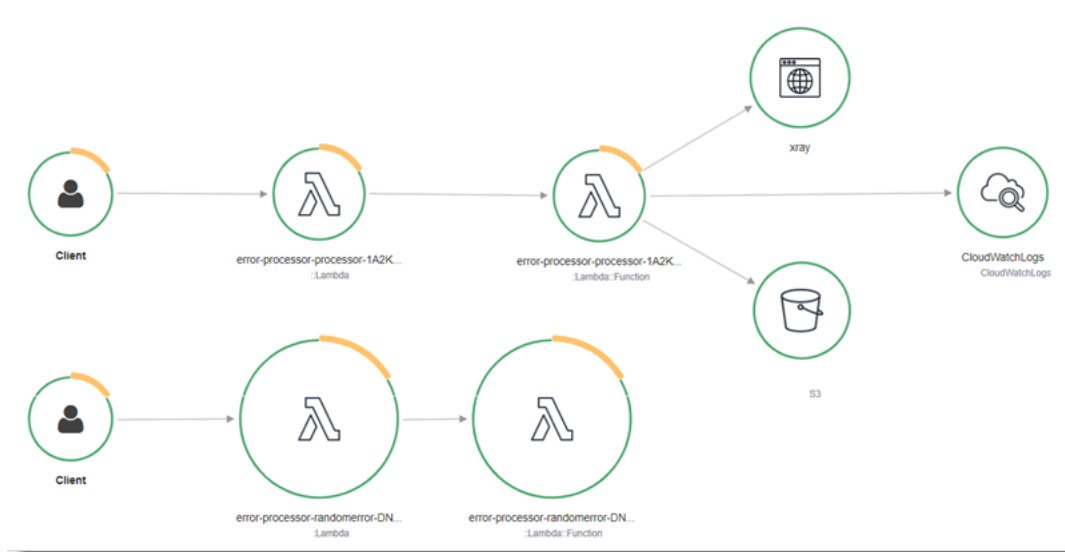 xray
Client
error-processor-processor-1A2K...
::Lambda
error-processor-processor-1A2K...
:Lambda::Function
CloudWatchLogs
CloudWatchLogs
S3
Client
error-processor-randomerror-DN...
:Lambda
error-processor-randomerror-DN...
:Lambda::Function